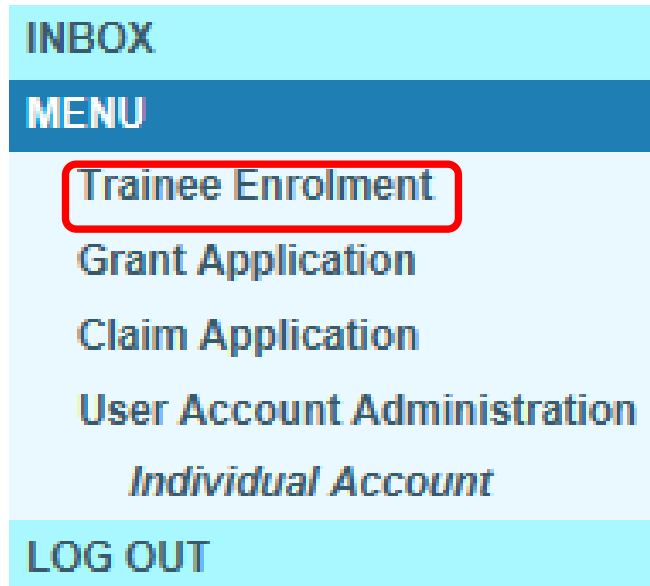 INBOX
MENU
Trainee Enrolment
Grant Application
Claim Application
User Account Administration
Individual Account
LOG OUT